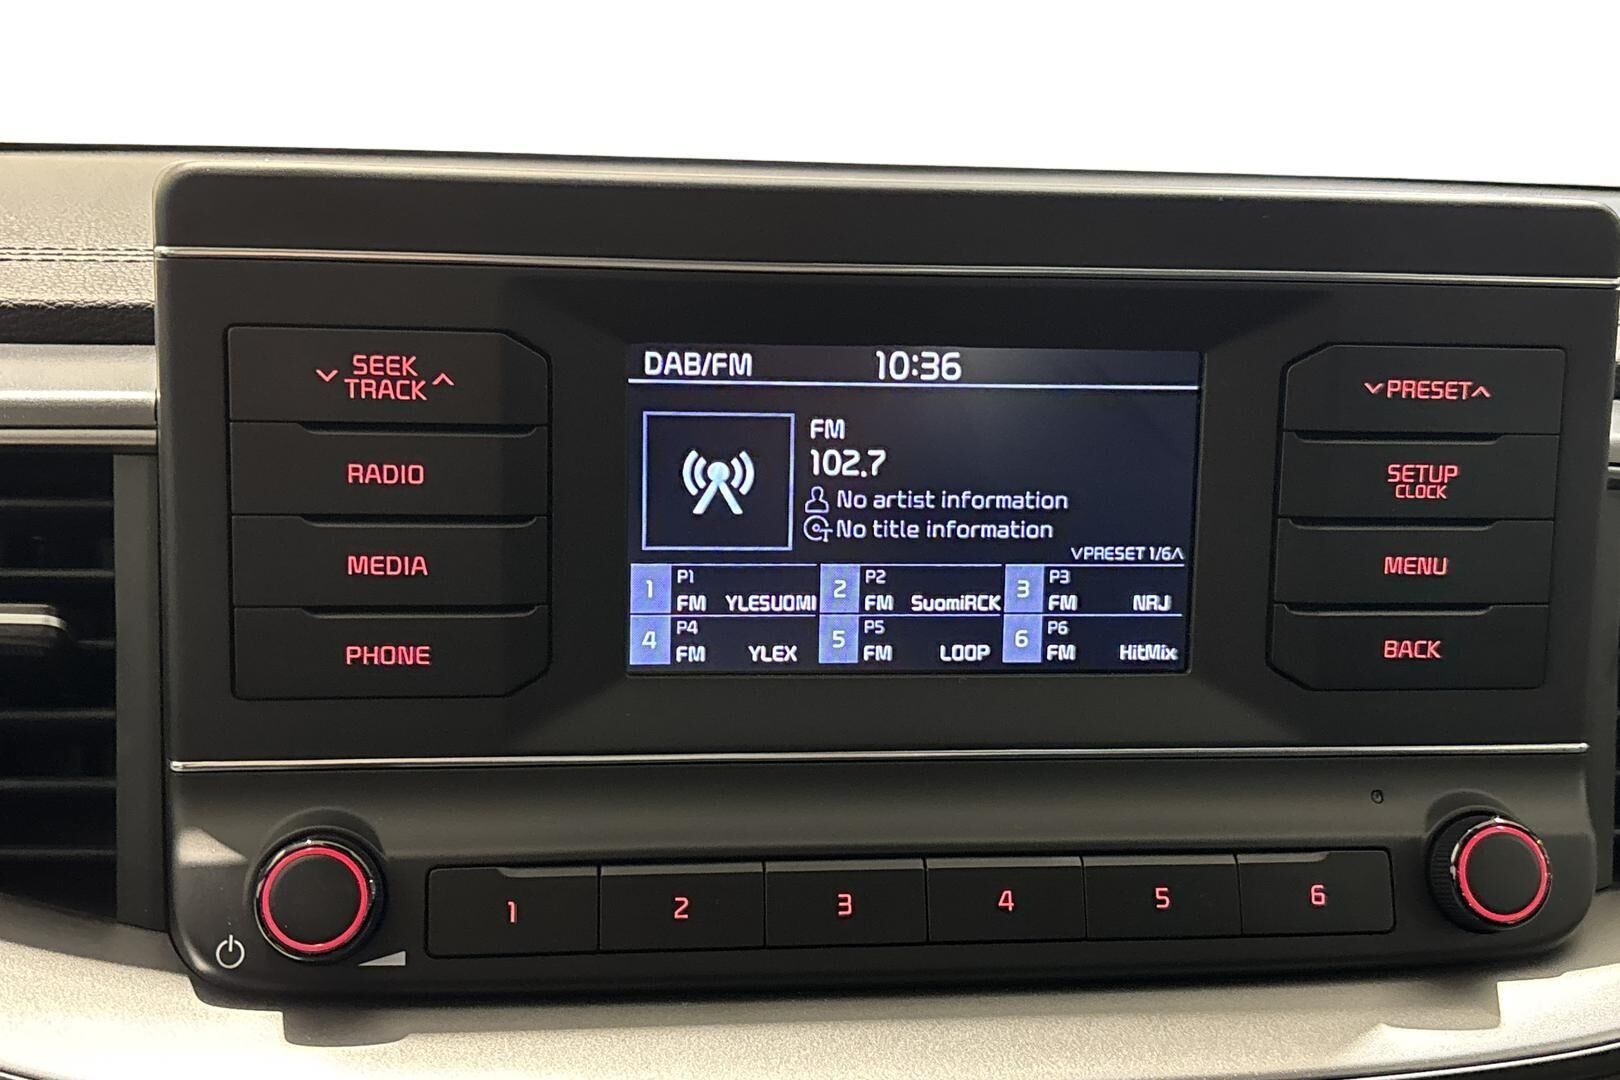 SEEK
TRACK
RADIO
MEDIA
PHONE
DAB/FM 10:36
FM
102.7
No artist information
No title information
PRESET 1/6
1 P1 FM YLESUOMI
2 P2 FM SuomiRCK
3 P3 FM NRJ
4 P4 FM YLEX
5 P5 FM LOOP
6 P6 FM HitMix
PRESET
SETUP
CLOCK
MENU
BACK
1 2 3 4 5 6